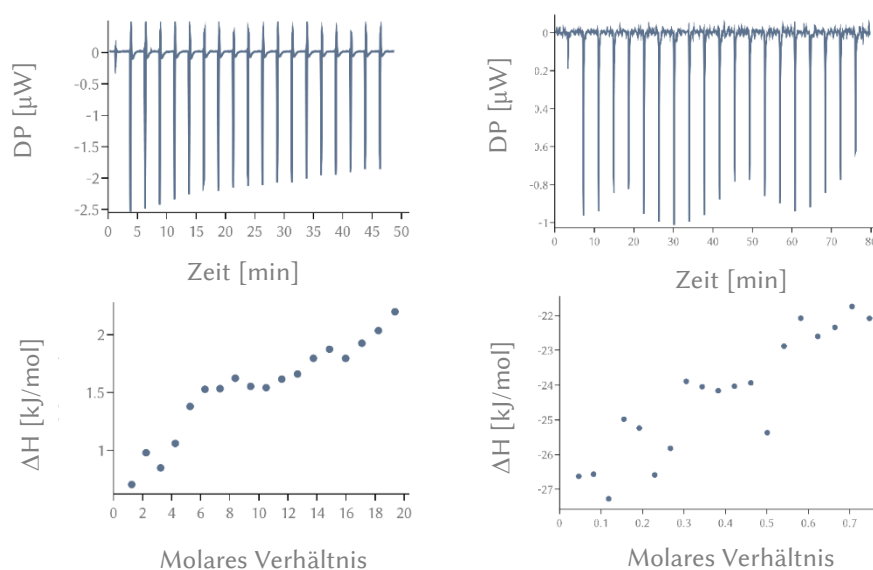 0
-0.5
-1
-1.5
-2
-2.5
DP [µW]
0 5 10 15 20 25 30 35 40 45 50
Zeit [min]
0
0.2
0.4
0.6
-0.8
-1
DP [µW]
0 10 20 30 40 50 60 70 80
Zeit [min]
2
1.5
1
ΔH [kJ/mol]
0 2 4 6 8 10 12 14 16 18 20
Molares Verhältnis
-22
-23
-24
-25
-26
-27
ΔH [kJ/mol]
0 0.1 0.2 0.3 0.4 0.5 0.6 0.7
Molares Verhältnis